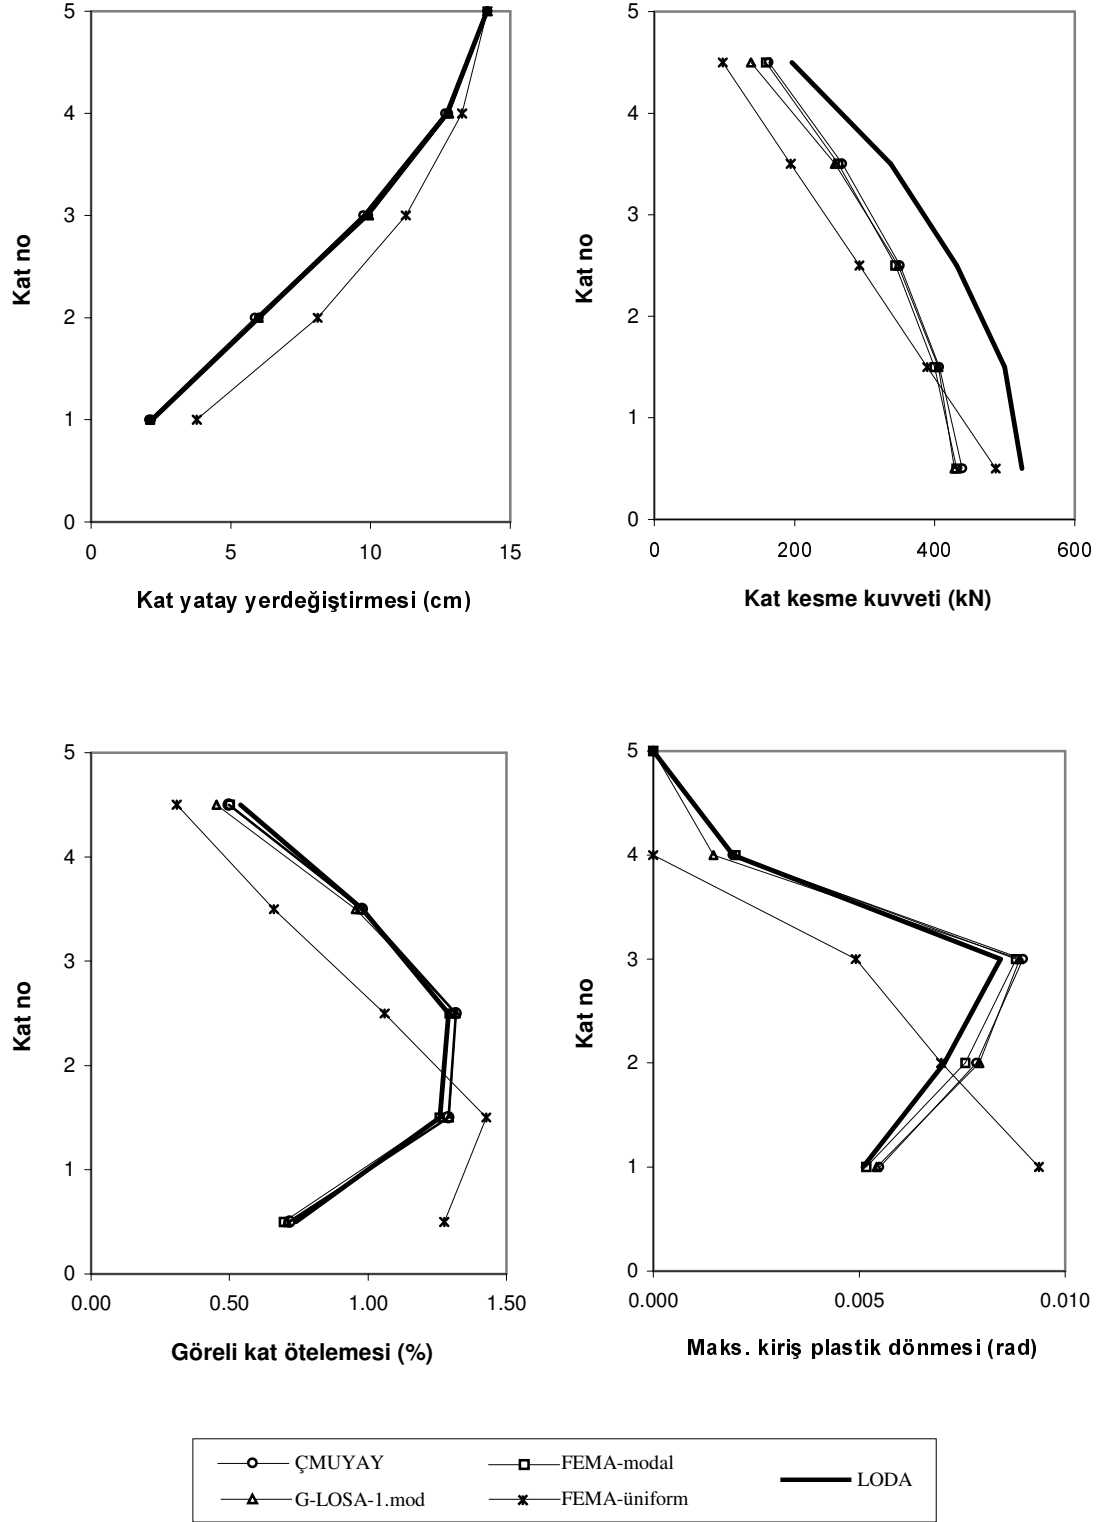 5
4
3
2
1
0
Kat no
0 5 10 15
Kat yatay yerdeğiştirmesi (cm)
5
4
3
2
1
0
Kat no
0 200 400 600
Kat kesme kuvveti (kN)
5
4
3
2
1
0
Kat no
0.00 0.50 1.00 1.50
Göreli kat ötelemesi (%)
5
4
3
2
1
0
Kat no
0.000 0.005 0.010
Maks. kiriş plastik dönmesi (rad)
ÇMUYAY FEMA-modal LODA
G-LOSA-1.mod FEMA-üniform